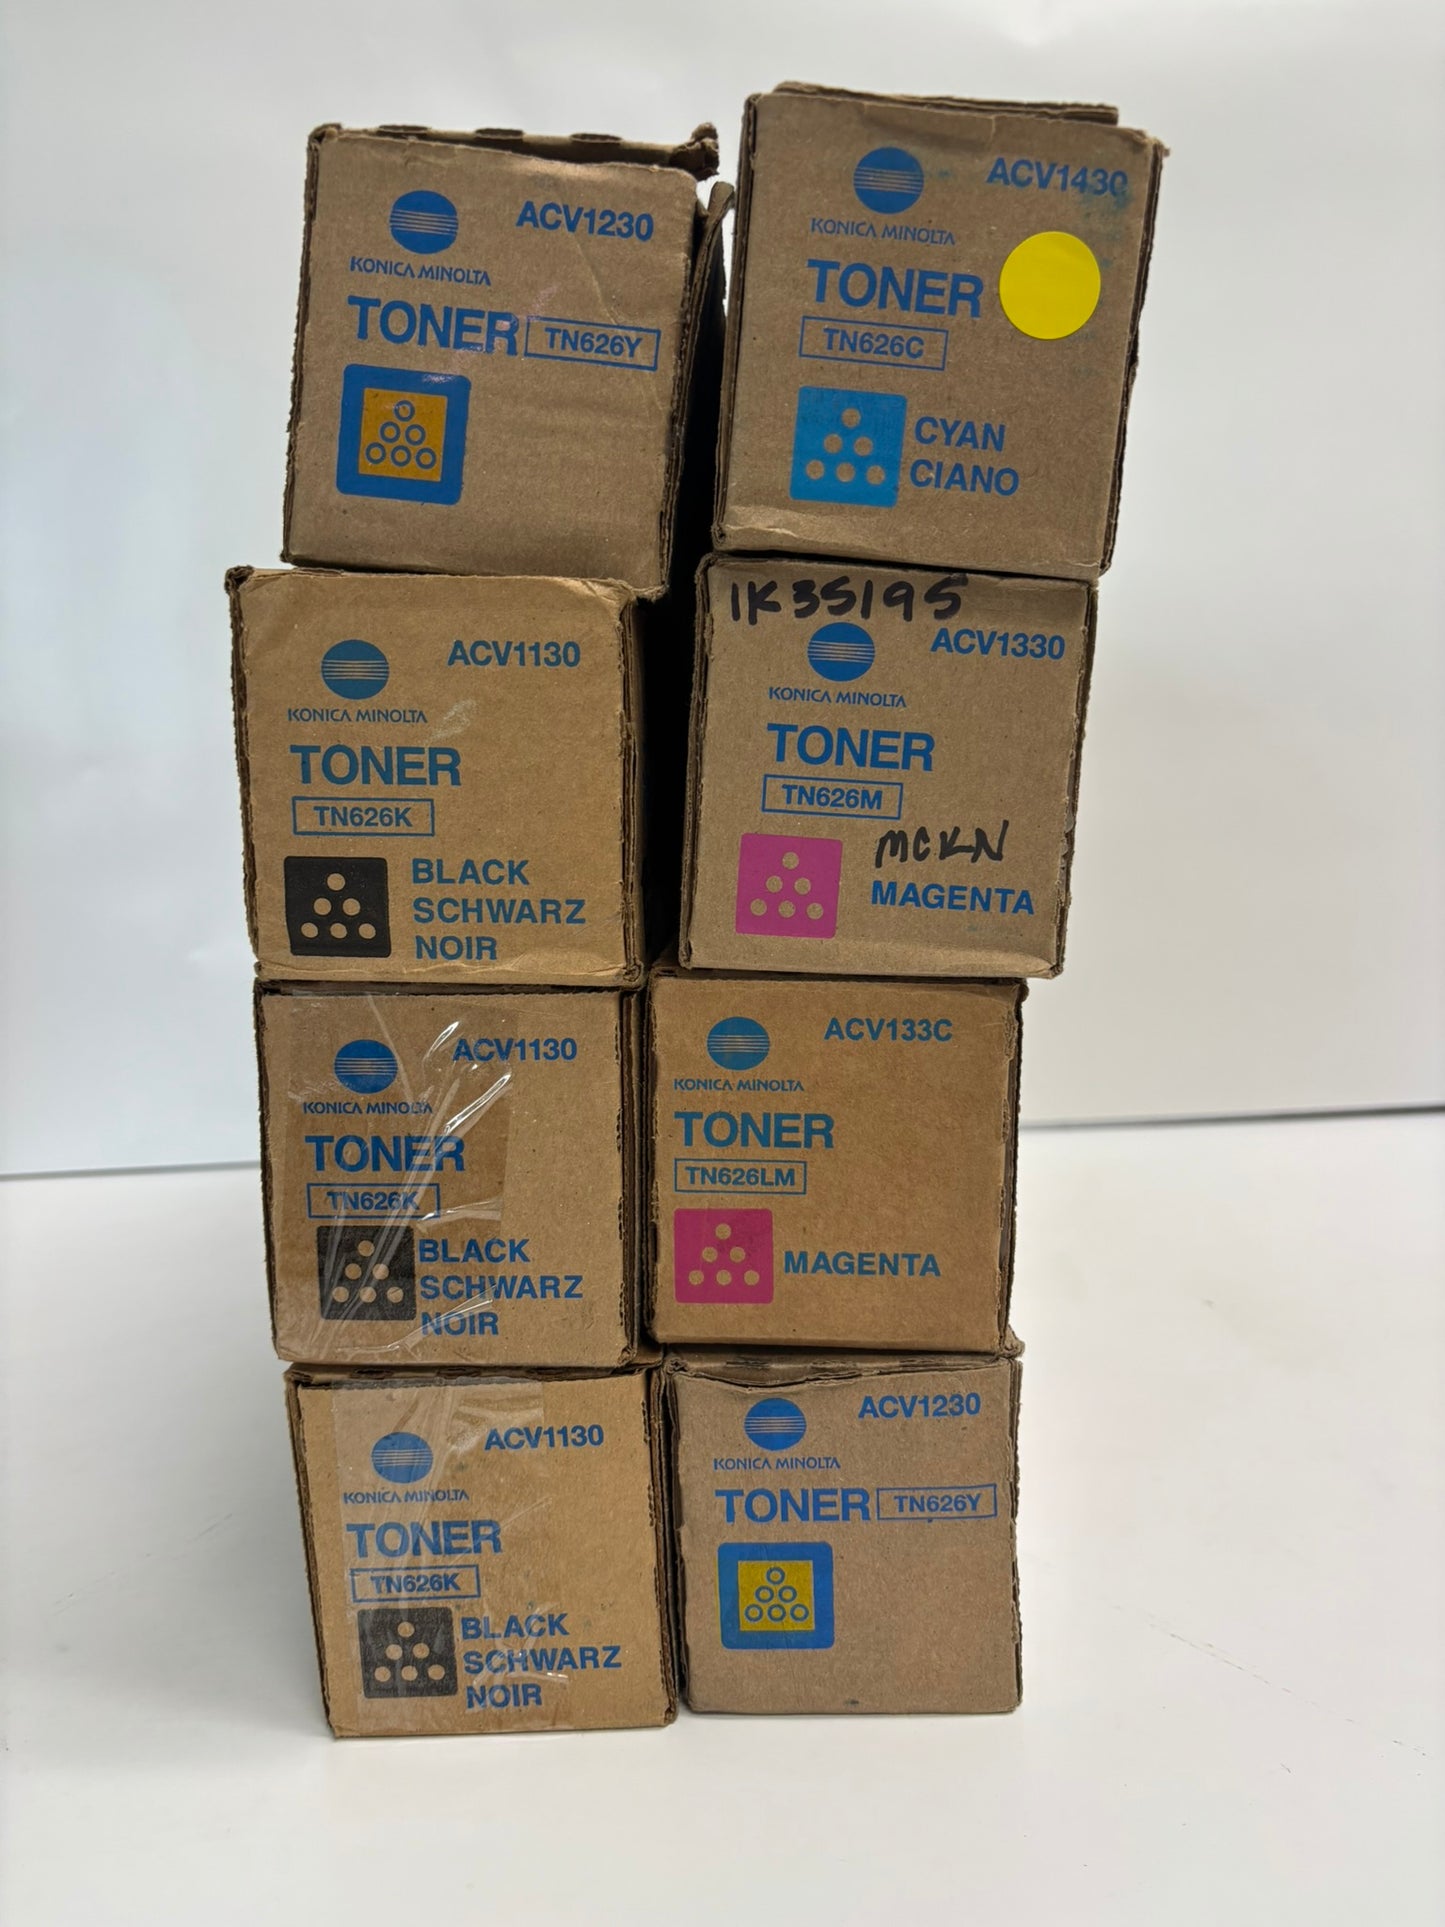 ACV1230
KONICA MINOLTA
TONER TN626Y
ACV1430
KONICA MINOLTA
TONER
TN626C
CYAN
CIANO
ACV1130
KONICA MINOLTA
TONER
TN626K
BLACK
SCHWARZ
NOIR
1K35195
ACV1330
KONICA MINOLTA
TONER
TN626M
MCKN
MAGENTA
ACV1130
KONICA MINOLTA
TONER
TN626K
BLACK
SCHWARZ
NOIR
ACV133C
KONICA MINOLTA
TONER
TN626LM
MAGENTA
ACV1130
KONICA MINOLTA
TONER
TN626K
BLACK
SCHWARZ
NOIR
ACV1230
KONICA MINOLTA
TONER TN626Y